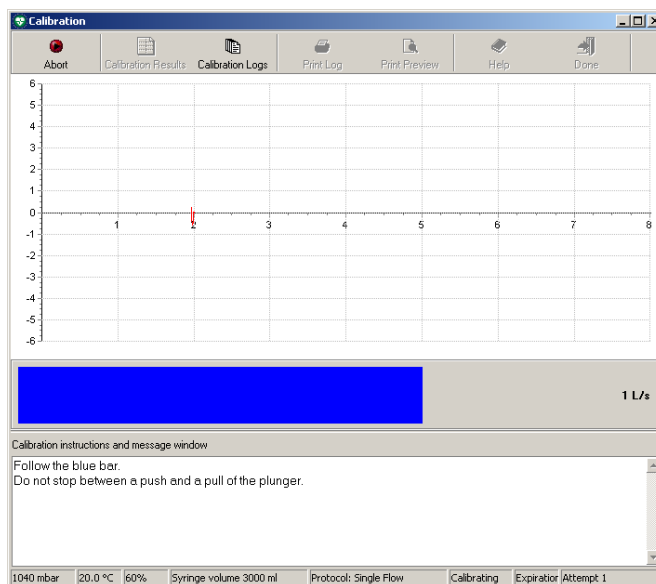 Calibration
Abort
Calibration Results
Calibration Logs
Print Log
Print Preview
Help
Done
6
5
4
3
2
1
0
-1
-2
-3
-4
-5
-6
1
2
3
4
5
6
7
8
1 L/s
Calibration instructions and message window
Follow the blue bar.
Do not stop between a push and a pull of the plunger.
1040 mbar
20.0 °C
60%
Syringe volume 3000 ml
Protocol: Single Flow
Calibrating
Expiration
Attempt 1